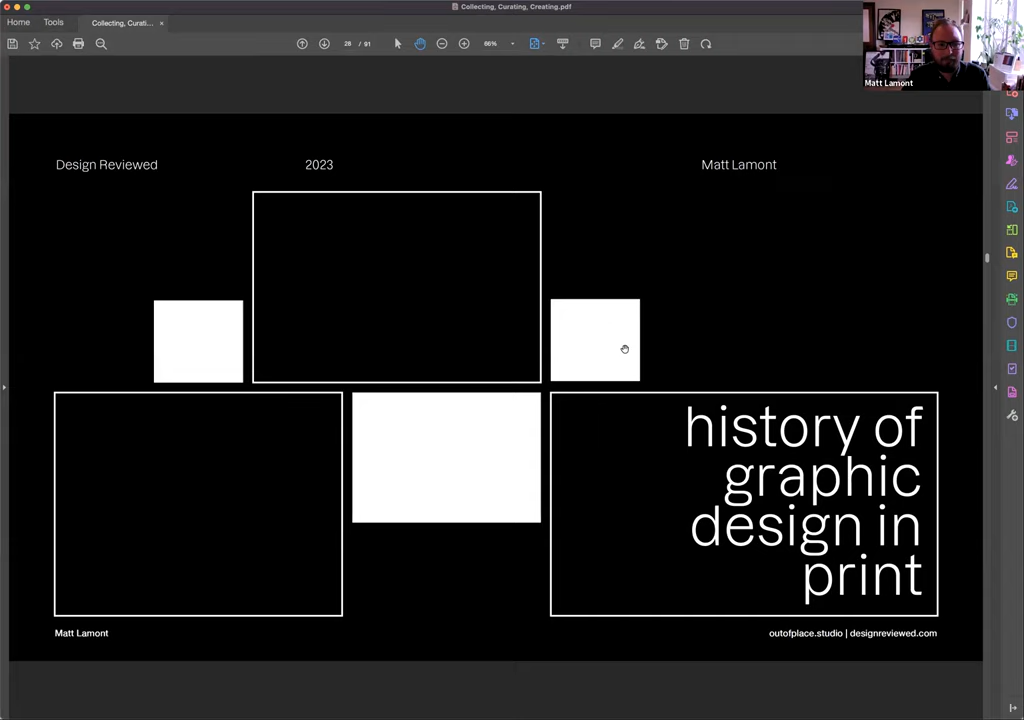 Collecting, Curating, Creating.pdf
Home
Tools
Collecting, Curati...
28 / 91
66%
Matt Lamont
Design Reviewed
2023
Matt Lamont
history of
graphic
design in
print
Matt Lamont
outofplace.studio | designreviewed.com